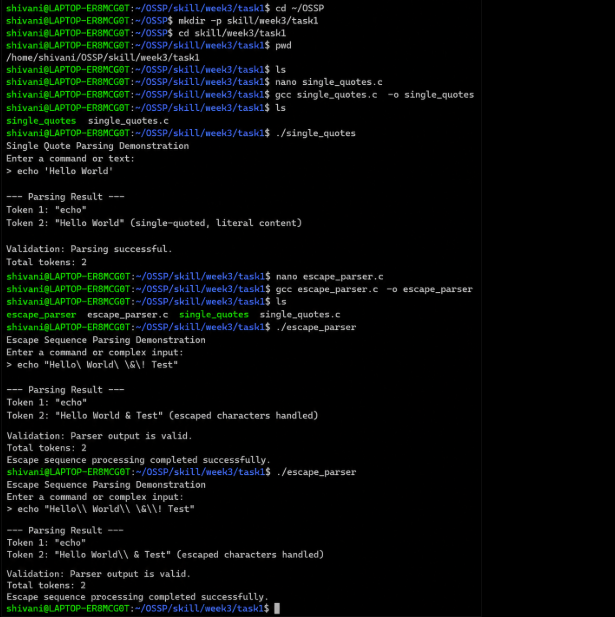 shivani@LAPTOP-ER8MCG0T:~/OSSP/skill/week3/task1$ cd ~/OSSP
shivani@LAPTOP-ER8MCG0T:~/OSSP$ mkdir -p skill/week3/task1
shivani@LAPTOP-ER8MCG0T:~/OSSP$ cd skill/week3/task1
shivani@LAPTOP-ER8MCG0T:~/OSSP/skill/week3/task1$ pwd
/home/shivani/OSSP/skill/week3/task1
shivani@LAPTOP-ER8MCG0T:~/OSSP/skill/week3/task1$ ls
shivani@LAPTOP-ER8MCG0T:~/OSSP/skill/week3/task1$ nano single_quotes.c
shivani@LAPTOP-ER8MCG0T:~/OSSP/skill/week3/task1$ gcc single_quotes.c -o single_quotes
shivani@LAPTOP-ER8MCG0T:~/OSSP/skill/week3/task1$ ls
single_quotes single_quotes.c
shivani@LAPTOP-ER8MCG0T:~/OSSP/skill/week3/task1$ ./single_quotes
Single Quote Parsing Demonstration
Enter a command or text:
> echo 'Hello World'
--- Parsing Result ---
Token 1: "echo"
Token 2: "Hello World" (single-quoted, literal content)
Validation: Parsing successful.
Total tokens: 2
shivani@LAPTOP-ER8MCG0T:~/OSSP/skill/week3/task1$ nano escape_parser.c
shivani@LAPTOP-ER8MCG0T:~/OSSP/skill/week3/task1$ gcc escape_parser.c -o escape_parser
shivani@LAPTOP-ER8MCG0T:~/OSSP/skill/week3/task1$ ls
escape_parser escape_parser.c single_quotes single_quotes.c
shivani@LAPTOP-ER8MCG0T:~/OSSP/skill/week3/task1$ ./escape_parser
Escape Sequence Parsing Demonstration
Enter a command or complex input:
> echo "Hello\ World\ \&\! Test"
--- Parsing Result ---
Token 1: "echo"
Token 2: "Hello World & Test" (escaped characters handled)
Validation: Parser output is valid.
Total tokens: 2
Escape sequence processing completed successfully.
shivani@LAPTOP-ER8MCG0T:~/OSSP/skill/week3/task1$ ./escape_parser
Escape Sequence Parsing Demonstration
Enter a command or complex input:
> echo "Hello\\ World\\ \&\\! Test"
--- Parsing Result ---
Token 1: "echo"
Token 2: "Hello World\\ & Test" (escaped characters handled)
Validation: Parser output is valid.
Total tokens: 2
Escape sequence processing completed successfully.
shivani@LAPTOP-ER8MCG0T:~/OSSP/skill/week3/task1$